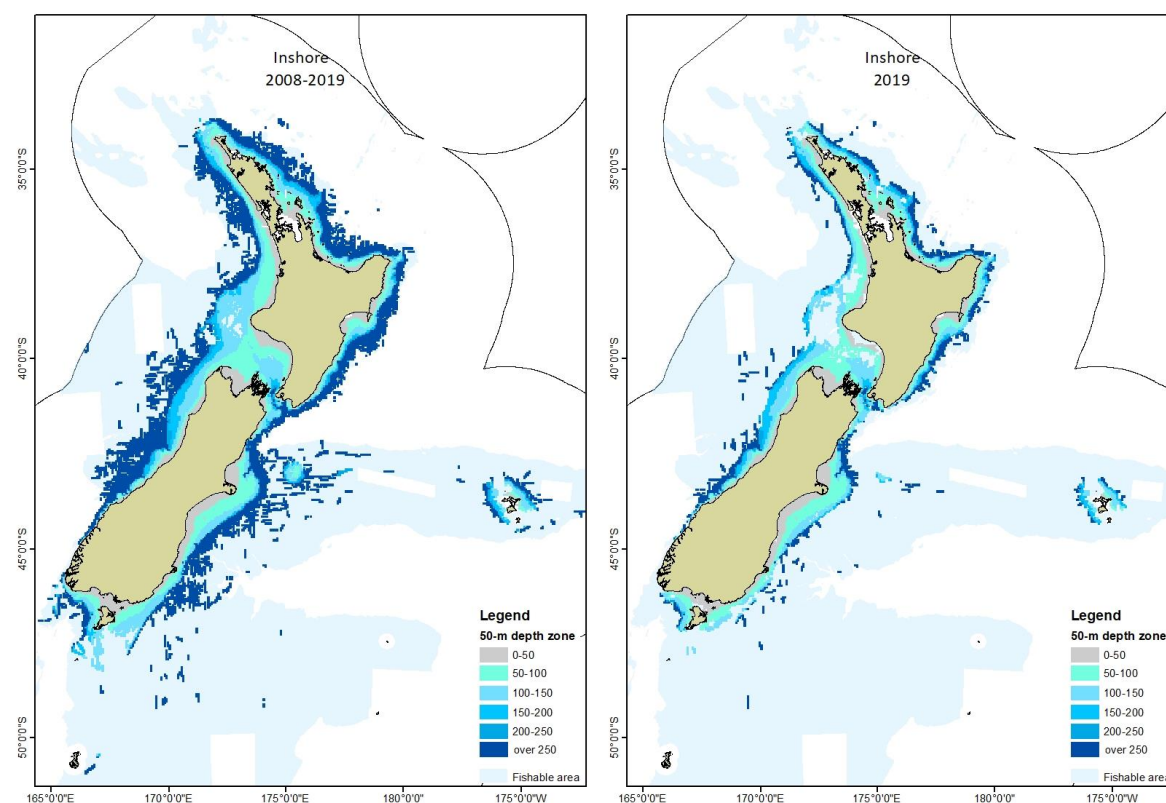 Inshore
2008-2019
35°0'0"S
40°0'0"S
45°0'0"S
50°0'0"S
Legend
50-m depth zone
0-50
50-100
100-150
150-200
200-250
over 250
Fishable area
165°0'0"E
170°0'0"E
175°0'0"E
180°0'0"
175°0'0"W
Inshore
2019
35°0'0"S
40°0'0"S
45°0'0"S
50°0'0"S
Legend
50-m depth zone
0-50
50-100
100-150
150-200
200-250
over 250
Fishable area
165°0'0"E
170°0'0"E
175°0'0"E
180°0'0"
175°0'0"W